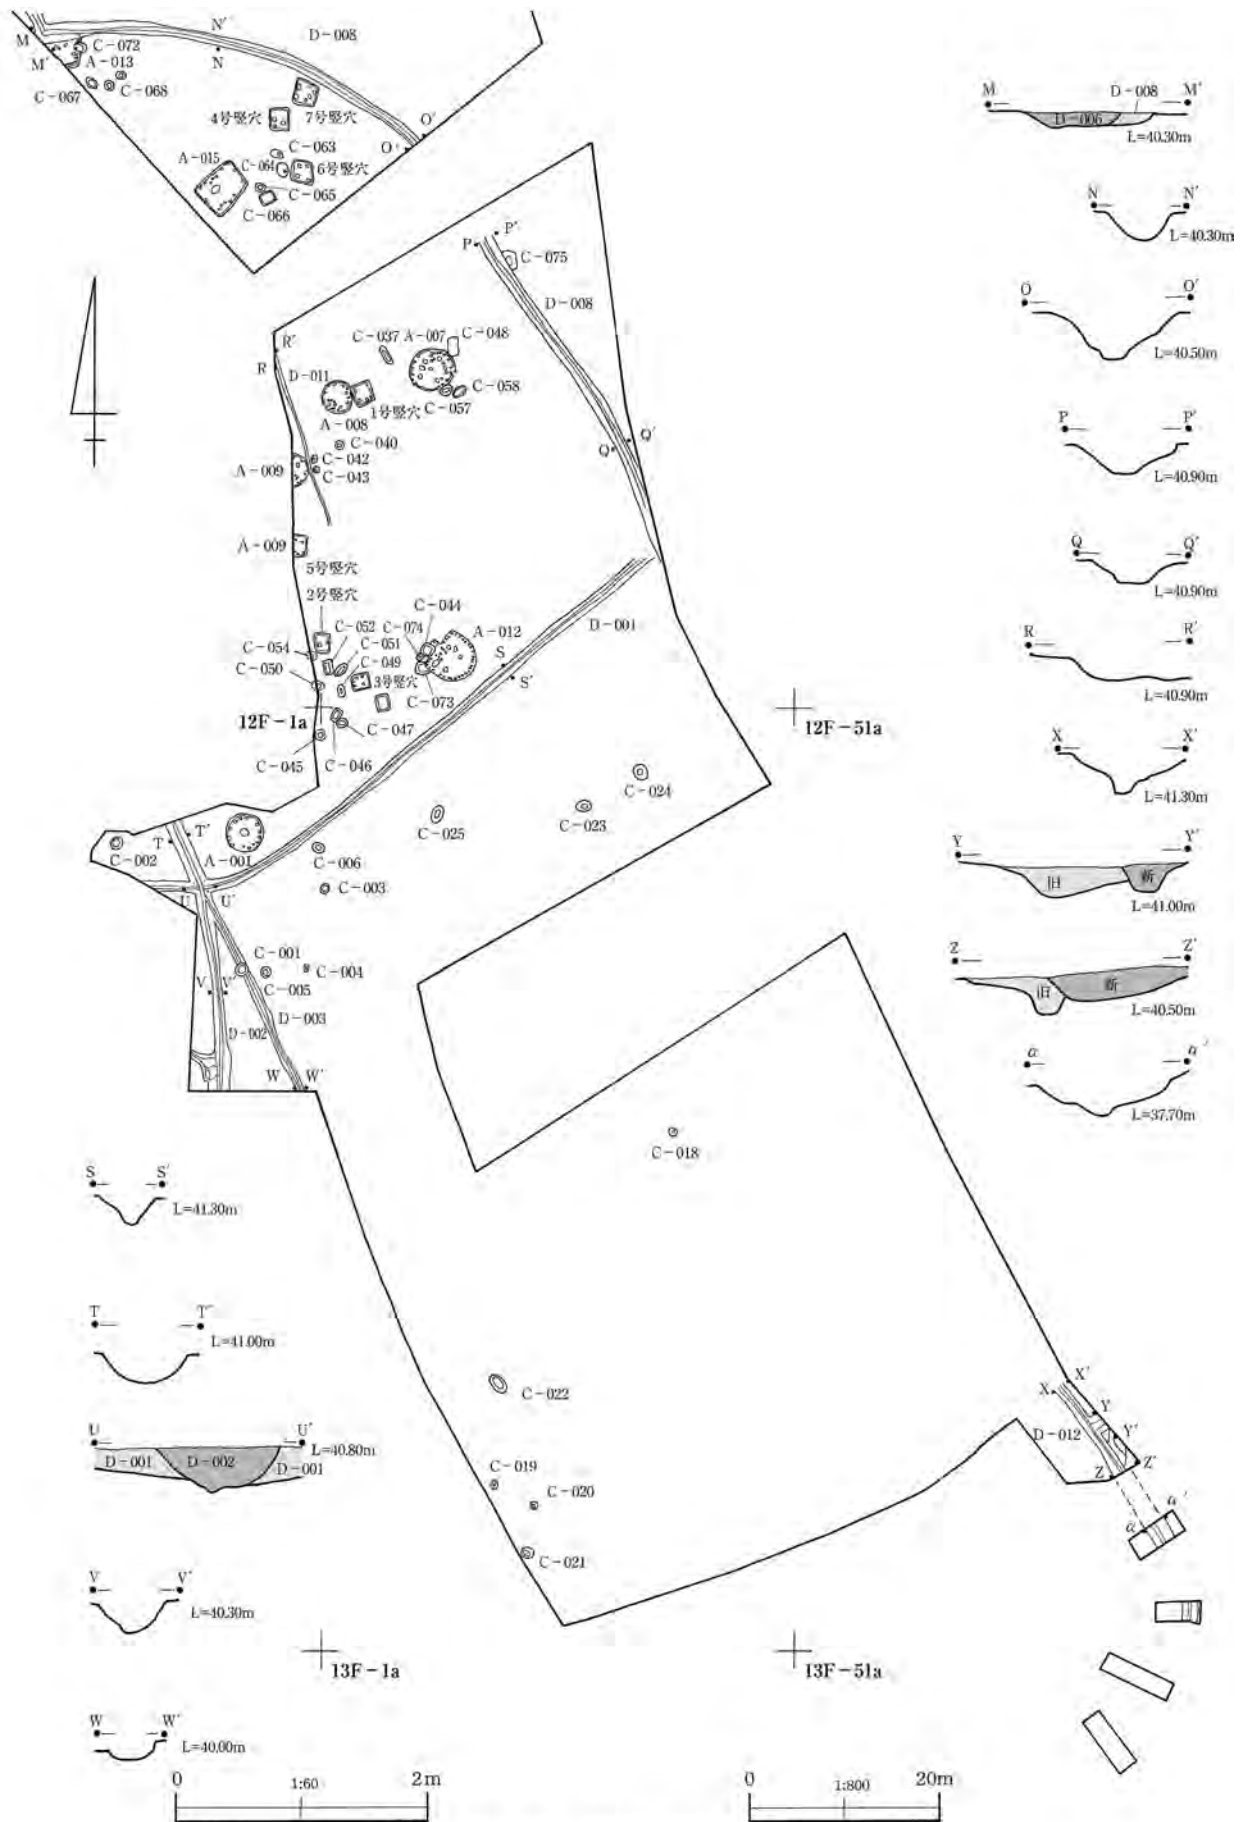 M
M'
C-072
A-013
C-067
C-068
N'
N
D-008
4号竪穴
7号竪穴
C-063
A-015
C-064
6号竪穴
C-065
C-066
O'
O
P
P'
C-075
D-008
R'
R
D-011
C-037
A-007
C-048
C-058
C-057
1号竪穴
A-008
C-040
C-042
A-009
C-043
Q
Q'
A-009
5号竪穴
2号竪穴
C-044
C-052
C-074
A-012
C-054
C-051
C-050
C-049
3号竪穴
C-073
S
S'
D-001
12F-1a
C-047
C-045
C-046
12F-51a
C-024
C-023
C-025
T
T'
C-002
A-001
C-006
C-003
U
U'
C-001
C-004
C-005
V
V'
D-003
D-002
W
W'
C-018
C-022
C-019
C-020
C-021
X
X'
Y
Y'
D-012
Z
Z'
a
a'
13F-1a
13F-51a
M
D-008
M'
D-006
L=40.30m
N
N'
L=40.30m
O
O'
L=40.50m
P
P'
L=40.90m
Q
Q'
L=40.90m
R
R'
L=40.90m
X
X'
L=41.30m
Y
Y'
旧
新
L=41.00m
Z
Z'
旧
新
L=40.50m
a
a'
L=37.70m
S
S'
L=41.30m
T
T'
L=41.00m
U
U'
L=40.80m
D-001
D-002
D-001
V
V'
L=40.30m
W
W'
L=40.00m
0
1:60
2m
0
1:800
20m